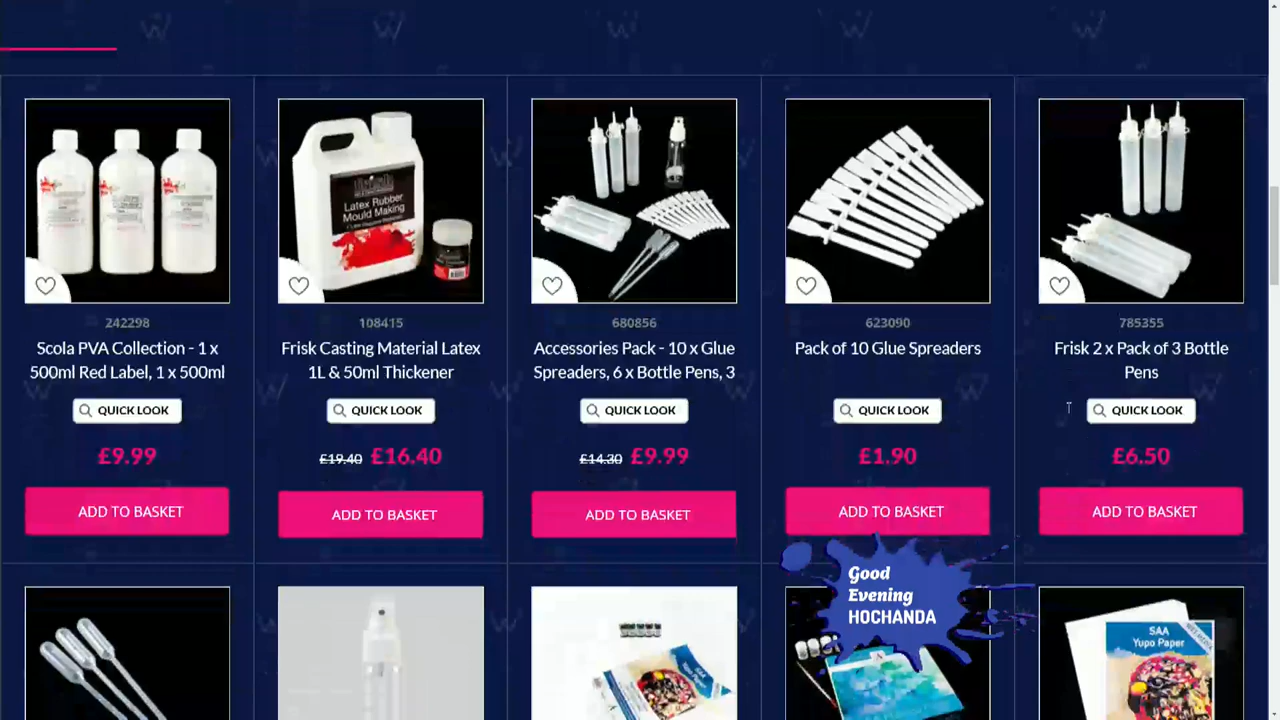 242298
Scola PVA Collection - 1 x
500ml Red Label, 1 x 500ml
QUICK LOOK
£9.99
ADD TO BASKET
Latex Rubber
Mould Making
108415
Frisk Casting Material Latex
1L & 50ml Thickener
QUICK LOOK
£19.40 £16.40
ADD TO BASKET
680856
Accessories Pack - 10 x Glue
Spreaders, 6 x Bottle Pens, 3
QUICK LOOK
£14.30 £9.99
ADD TO BASKET
623090
Pack of 10 Glue Spreaders
QUICK LOOK
£1.90
ADD TO BASKET
785355
Frisk 2 x Pack of 3 Bottle
Pens
QUICK LOOK
£6.50
ADD TO BASKET
Good
Evening
HOCHANDA
SAA
Yupo Paper